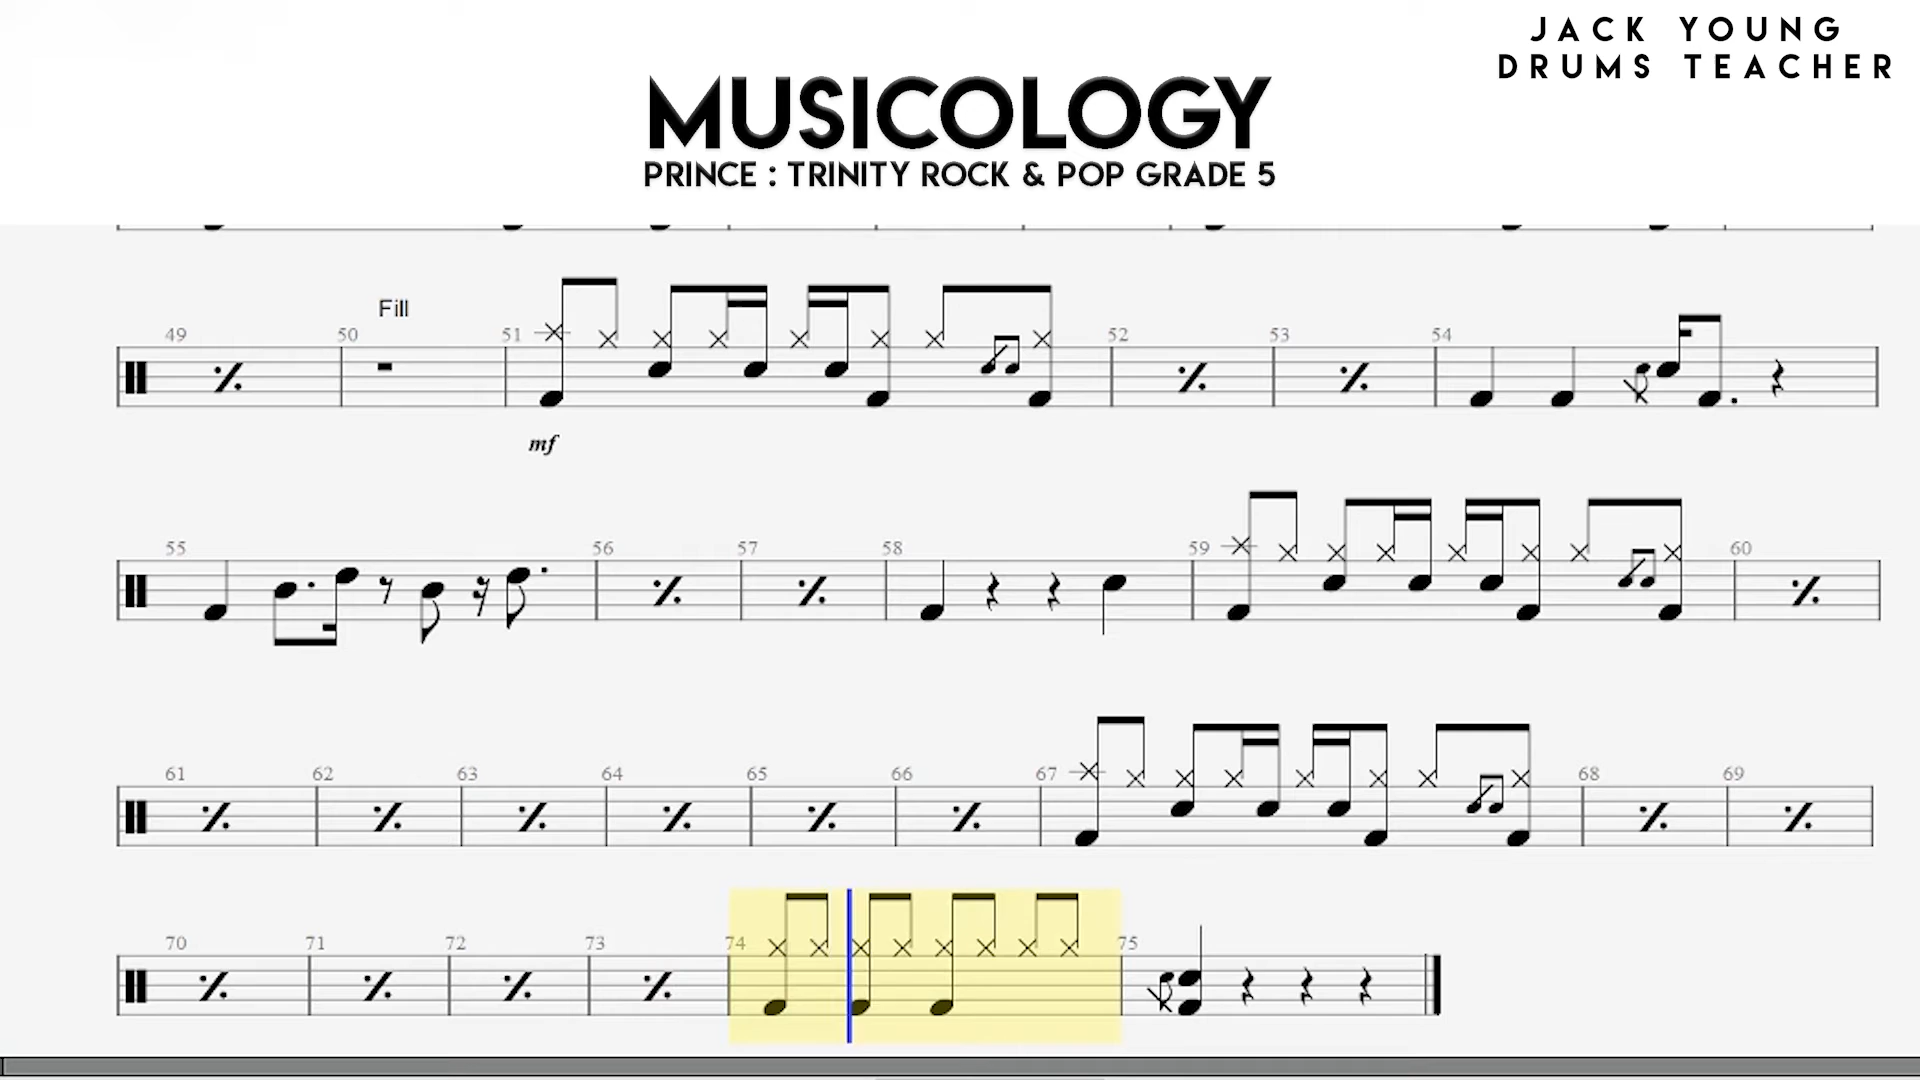 JACK YOUNG
DRUMS TEACHER
MUSICOLOGY
PRINCE : TRINITY ROCK & POP GRADE 5
Fill
49 50 51 52 53 54
mf
55 56 57 58 59 60
61 62 63 64 65 66 67 68 69
70 71 72 73 74 75